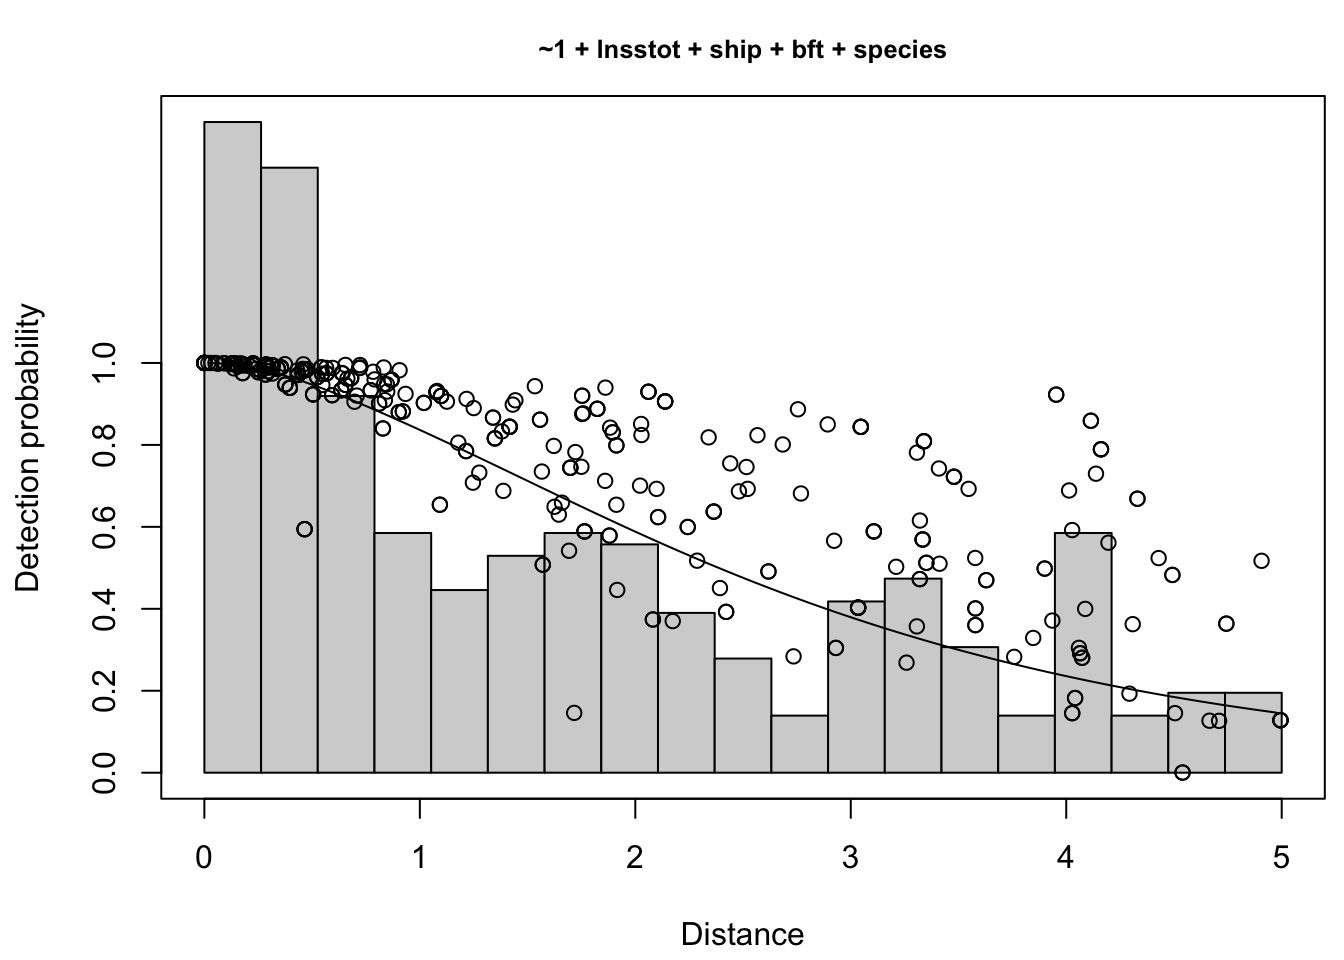 ~1 + lnsstot + ship + bft + species
Detection probability
1.0
0.8
0.6
0.4
0.2
0.0
0 1 2 3 4 5
Distance